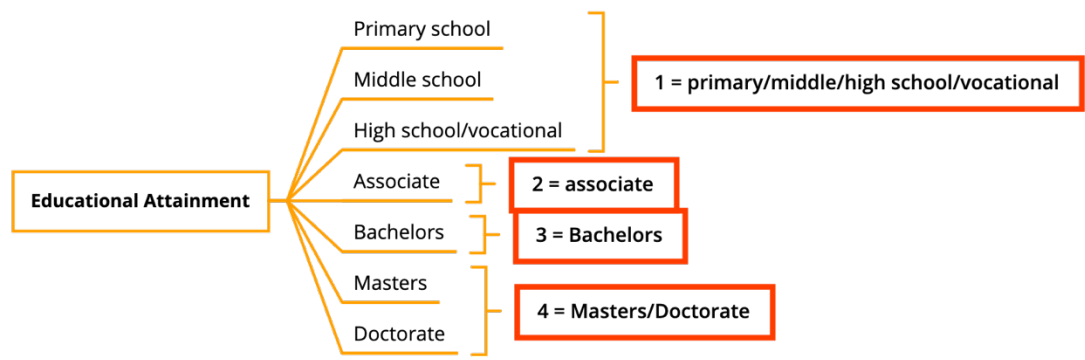 Educational Attainment
Primary school
Middle school
High school/vocational
1 = primary/middle/high school/vocational
Associate
2 = associate
Bachelors
3 = Bachelors
Masters
Doctorate
4 = Masters/Doctorate